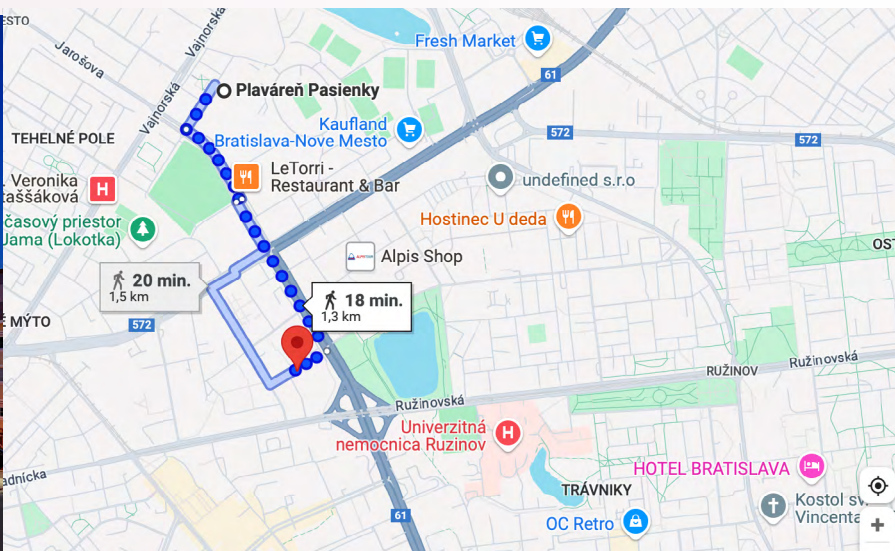 ESTO
Jarošova
Vajnorská
Fresh Market
61
Plaváreň Pasienky
Vajnorská
TEHELNÉ POLE
Kaufland
Bratislava-Nove Mesto
572
572
LeTorri -
Restaurant & Bar
undefined s.r.o
. Veronika
taššáková
H
Hostinec U deda
časový priestor
Jama (Lokotka)
Alpis Shop
OST
20 min.
1,5 km
18 min.
1,3 km
É MÝTO
572
RUŽINOV
Ružinovská
Ružinovská
Univerzitná
nemocnica Ruzinov
H
adnícka
HOTEL BRATISLAVA
TRÁVNIKY
Kostol sv
Vincenta
61
OC Retro